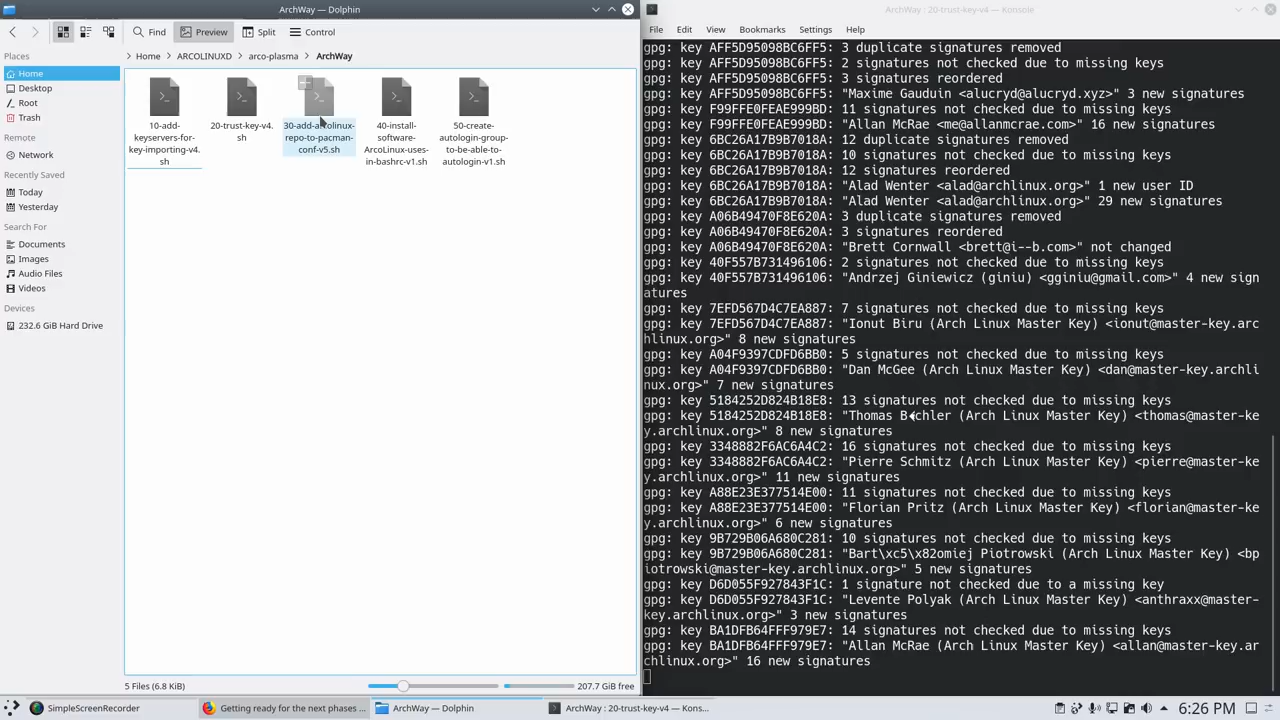 ArchWay — Dolphin
Find
Preview
Split
Control
Places
Home
Desktop
Root
Trash
Remote
Network
Recently Saved
Today
Yesterday
Search For
Documents
Images
Audio Files
Videos
Devices
232.6 GiB Hard Drive
Home > ARCOLINUXD > arco-plasma > ArchWay
10-add-
keyservers-for-
key-importing-v4.
sh
20-trust-key-v4.
sh
30-add-arcolinux-
repo-to-pacman-
conf-v5.sh
40-install-
software-
ArcoLinux-uses-
in-bashrc-v1.sh
50-create-
autologin-group-
to-be-able-to-
autologin-v1.sh
5 Files (6.8 KiB)
207.7 GiB free
ArchWay : 20-trust-key-v4 — Konsole
File Edit View Bookmarks Settings Help
gpg: key AFF5D95098BC6FF5: 3 duplicate signatures removed
gpg: key AFF5D95098BC6FF5: 2 signatures not checked due to missing keys
gpg: key AFF5D95098BC6FF5: 3 signatures reordered
gpg: key AFF5D95098BC6FF5: "Maxime Gauduin <alucryd@alucryd.xyz>" 3 new signatures
gpg: key F99FFE0FEAE999BD: 11 signatures not checked due to missing keys
gpg: key F99FFE0FEAE999BD: "Allan McRae <me@allanmcrae.com>" 16 new signatures
gpg: key 6BC26A17B9B7018A: 12 duplicate signatures removed
gpg: key 6BC26A17B9B7018A: 10 signatures not checked due to missing keys
gpg: key 6BC26A17B9B7018A: 12 signatures reordered
gpg: key 6BC26A17B9B7018A: "Alad Wenter <alad@archlinux.org>" 1 new user ID
gpg: key 6BC26A17B9B7018A: "Alad Wenter <alad@archlinux.org>" 29 new signatures
gpg: key A06B49470F8E620A: 3 duplicate signatures removed
gpg: key A06B49470F8E620A: 3 signatures reordered
gpg: key A06B49470F8E620A: "Brett Cornwall <brett@i--b.com>" not changed
gpg: key 40F557B731496106: 2 signatures not checked due to missing keys
gpg: key 40F557B731496106: "Andrzej Giniewicz (giniu) <gginiu@gmail.com>" 4 new sign
atures
gpg: key 7EFD567D4C7EA887: 7 signatures not checked due to missing keys
gpg: key 7EFD567D4C7EA887: "Ionut Biru (Arch Linux Master Key) <ionut@master-key.arc
hlinux.org>" 8 new signatures
gpg: key A04F9397CDFD6BB0: 5 signatures not checked due to missing keys
gpg: key A04F9397CDFD6BB0: "Dan McGee (Arch Linux Master Key) <dan@master-key.archli
nux.org>" 7 new signatures
gpg: key 5184252D824B18E8: 13 signatures not checked due to missing keys
gpg: key 5184252D824B18E8: "Thomas B�chler (Arch Linux Master Key) <thomas@master-ke
y.archlinux.org>" 8 new signatures
gpg: key 3348882F6AC6A4C2: 16 signatures not checked due to missing keys
gpg: key 3348882F6AC6A4C2: "Pierre Schmitz (Arch Linux Master Key) <pierre@master-ke
y.archlinux.org>" 11 new signatures
gpg: key A88E23E377514E00: 11 signatures not checked due to missing keys
gpg: key A88E23E377514E00: "Florian Pritz (Arch Linux Master Key) <florian@master-ke
y.archlinux.org>" 6 new signatures
gpg: key 9B729B06A680C281: 10 signatures not checked due to missing keys
gpg: key 9B729B06A680C281: "Bart\xc5\x82omiej Piotrowski (Arch Linux Master Key) <bp
iotrowski@master-key.archlinux.org>" 5 new signatures
gpg: key D6D055F927843F1C: 1 signature not checked due to a missing key
gpg: key D6D055F927843F1C: "Levente Polyak (Arch Linux Master Key) <anthraxx@master-
key.archlinux.org>" 3 new signatures
gpg: key BA1DFB64FFF979E7: 14 signatures not checked due to missing keys
gpg: key BA1DFB64FFF979E7: "Allan McRae (Arch Linux Master Key) <allan@master-key.ar
chlinux.org>" 16 new signatures
SimpleScreenRecorder
Getting ready for the next phases ...
ArchWay — Dolphin
ArchWay : 20-trust-key-v4 — Kons...
6:26 PM